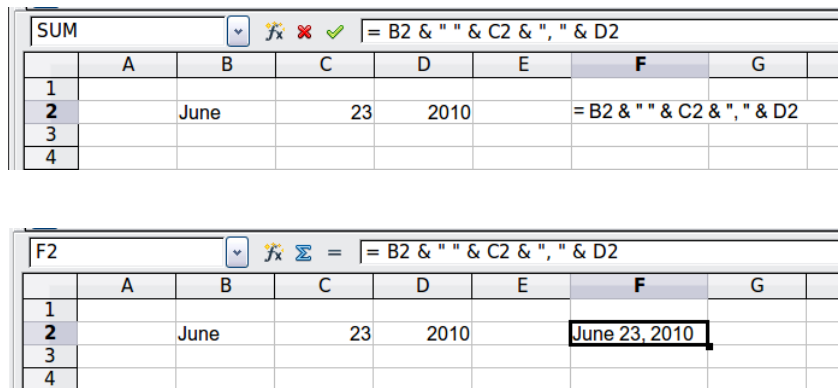 SUM = B2 & " " & C2 & ", " & D2
A B C D E F G
1
2 June 23 2010 = B2 & " " & C2 & ", " & D2
3
4
F2 = = B2 & " " & C2 & ", " & D2
A B C D E F G
1
2 June 23 2010 June 23, 2010
3
4